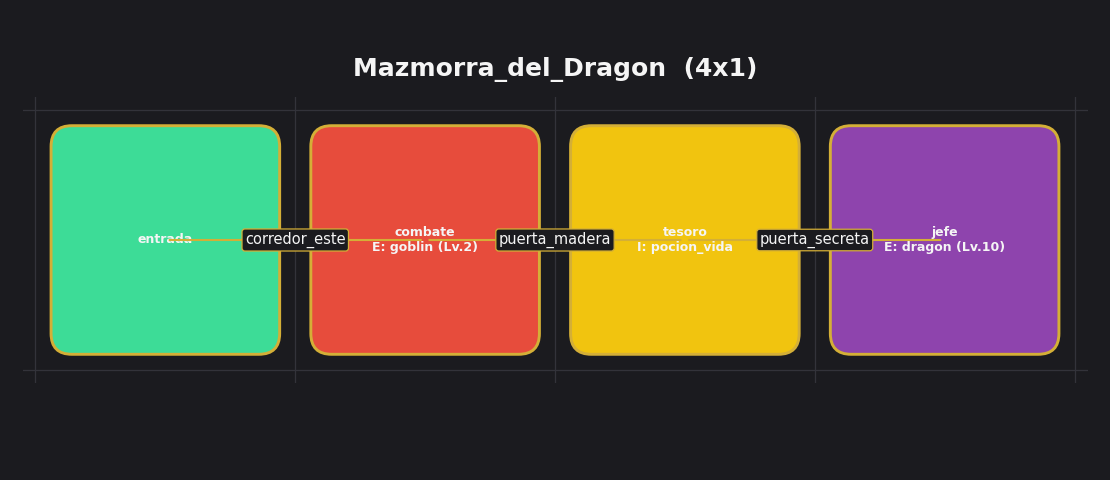 Mazmorra_del_Dragon (4x1)
entrada
corredor_este
combate
E: goblin (Lv.2)
puerta_madera
tesoro
I: pocion_vida
puerta_secreta
jefe
E: dragon (Lv.10)